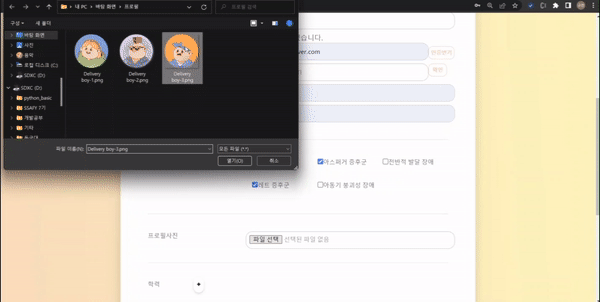 내 PC > 바탕 화면 > 프로필
프로필 검색
구성
새 폴더
바탕 화면
사진
음악
로컬 디스크 (C:)
SDXC (D:)
SDXC (D:)
python_basic
SSAFY 7기
개발공부
기타
Delivery boy-1.png
Delivery boy-2.png
Delivery boy-3.png
파일 이름(N): Delivery boy-3.png
모든 파일 (*.*)
열기(O)
취소
습니다.
ver.com
아스퍼거 증후군
전반적 발달 장애
레트 증후군
아동기 붕괴성 장애
프로필사진
파일 선택 선택된 파일 없음
학력